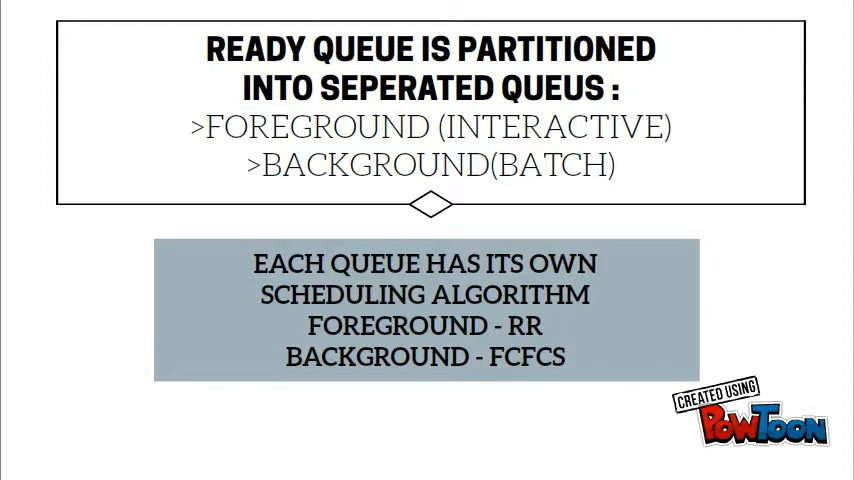 READY QUEUE IS PARTITIONED
INTO SEPERATED QUEUS :
>FOREGROUND (INTERACTIVE)
>BACKGROUND(BATCH)
EACH QUEUE HAS ITS OWN
SCHEDULING ALGORITHM
FOREGROUND - RR
BACKGROUND - FCFCS
CREATED USING
POWTOON